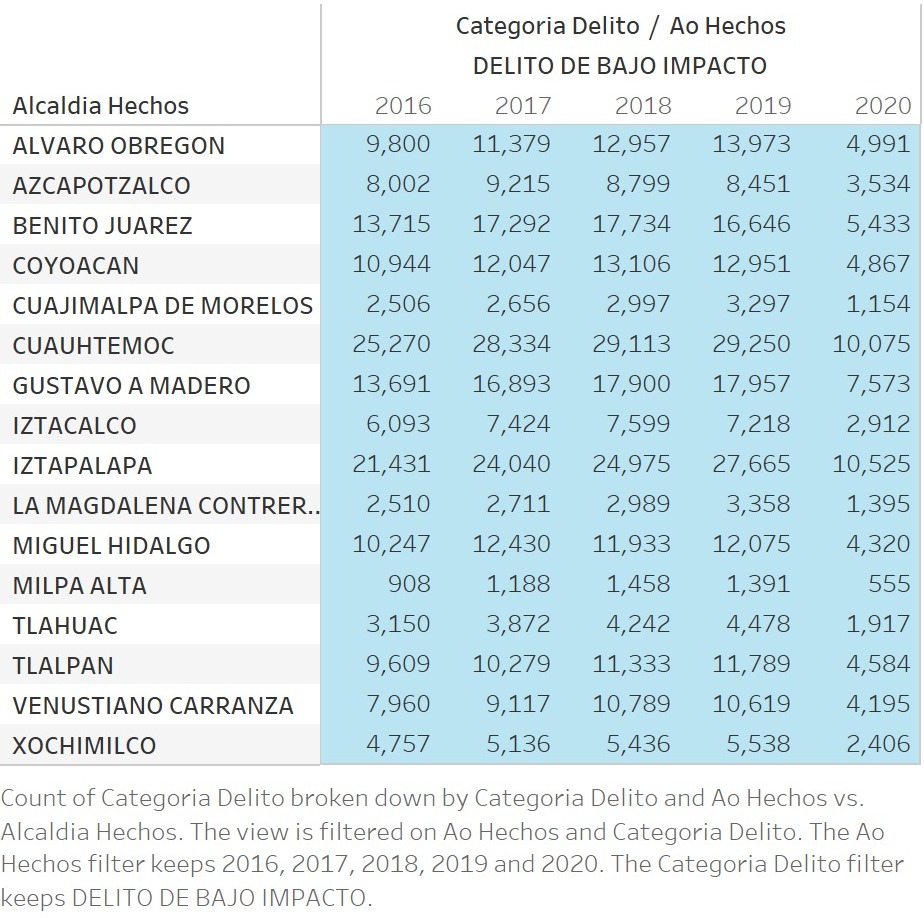 Categoria Delito / Ao Hechos
DELITO DE BAJO IMPACTO
Alcaldia Hechos 2016 2017 2018 2019 2020
ALVARO OBREGON 9,800 11,379 12,957 13,973 4,991
AZCAPOTZALCO 8,002 9,215 8,799 8,451 3,534
BENITO JUAREZ 13,715 17,292 17,734 16,646 5,433
COYOACAN 10,944 12,047 13,106 12,951 4,867
CUAJIMALPA DE MORELOS 2,506 2,656 2,997 3,297 1,154
CUAUHTEMOC 25,270 28,334 29,113 29,250 10,075
GUSTAVO A MADERO 13,691 16,893 17,900 17,957 7,573
IZTACALCO 6,093 7,424 7,599 7,218 2,912
IZTAPALAPA 21,431 24,040 24,975 27,665 10,525
LA MAGDALENA CONTRER.. 2,510 2,711 2,989 3,358 1,395
MIGUEL HIDALGO 10,247 12,430 11,933 12,075 4,320
MILPA ALTA 908 1,188 1,458 1,391 555
TLAHUAC 3,150 3,872 4,242 4,478 1,917
TLALPAN 9,609 10,279 11,333 11,789 4,584
VENUSTIANO CARRANZA 7,960 9,117 10,789 10,619 4,195
XOCHIMILCO 4,757 5,136 5,436 5,538 2,406
Count of Categoria Delito broken down by Categoria Delito and Ao Hechos vs.
Alcaldia Hechos. The view is filtered on Ao Hechos and Categoria Delito. The Ao
Hechos filter keeps 2016, 2017, 2018, 2019 and 2020. The Categoria Delito filter
keeps DELITO DE BAJO IMPACTO.